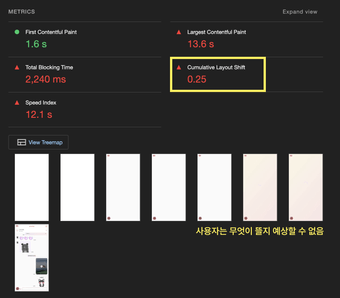 METRICS
Expand view
First Contentful Paint
1.6 s
Largest Contentful Paint
13.6 s
Total Blocking Time
2,240 ms
Cumulative Layout Shift
0.25
Speed Index
12.1 s
View Treemap
사용자는 무엇이 뜰지 예상할 수 없음